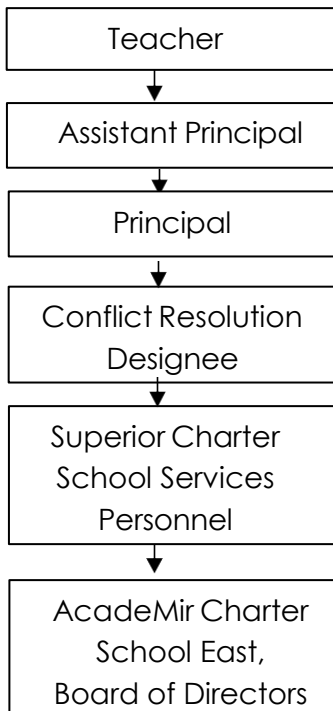 Teacher
Assistant Principal
Principal
Conflict Resolution
Designee
Superior Charter
School Services
Personnel
AcadeMir Charter
School East,
Board of Directors